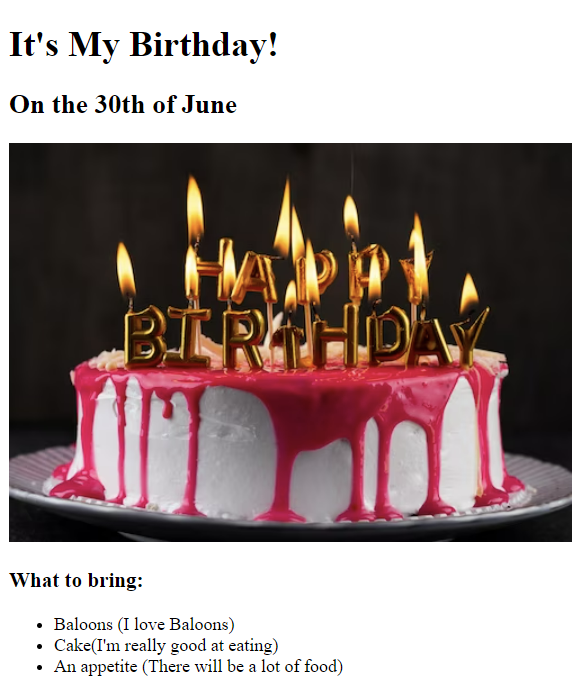 It's My Birthday!
On the 30th of June
HAPPY
BIRTHDAY
What to bring:
Baloons (I love Baloons)
Cake(I'm really good at eating)
An appetite (There will be a lot of food)